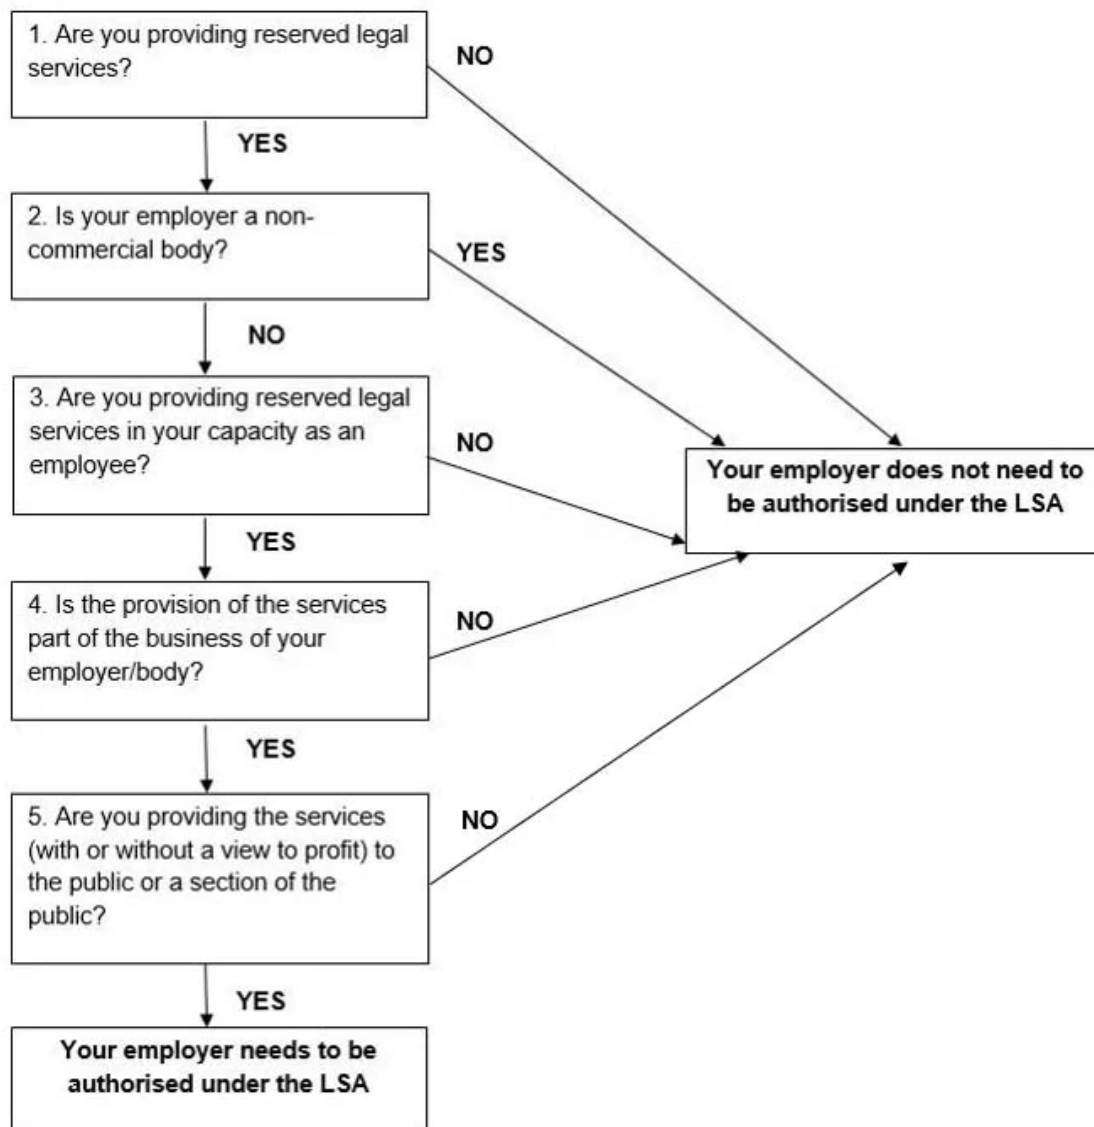 1. Are you providing reserved legal
services?
NO
YES
2. Is your employer a non-
commercial body?
YES
NO
3. Are you providing reserved legal
services in your capacity as an
employee?
NO
YES
Your employer does not need to
be authorised under the LSA
4. Is the provision of the services
part of the business of your
employer/body?
NO
YES
5. Are you providing the services
(with or without a view to profit) to
the public or a section of the
public?
NO
YES
Your employer needs to be
authorised under the LSA